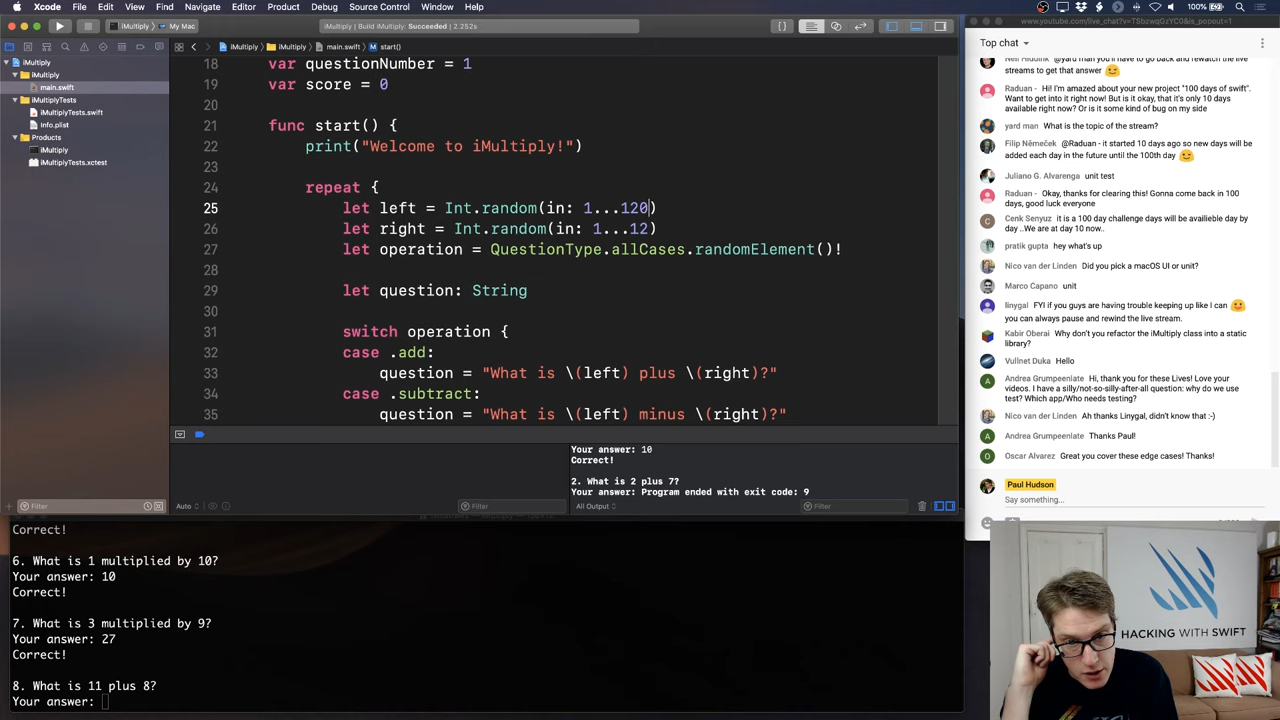 Xcode File Edit View Find Navigate Editor Product Debug Source Control Window Help
iMultiply My Mac
iMultiply | Build iMultiply: Succeeded | 2.252s
www.youtube.com/live_chat?v=TSbzwqGzYC0&is_popout=1
iMultiply
iMultiply
main.swift
iMultiplyTests
iMultiplyTests.swift
Info.plist
Products
iMultiply
iMultiplyTests.xctest
Filter
iMultiply iMultiply main.swift M start()
18 var questionNumber = 1
19 var score = 0
20
21 func start() {
22 print("Welcome to iMultiply!")
23
24 repeat {
25 let left = Int.random(in: 1...120)
26 let right = Int.random(in: 1...12)
27 let operation = QuestionType.allCases.randomElement()!
28
29 let question: String
30
31 switch operation {
32 case .add:
33 question = "What is \(left) plus \(right)?"
34 case .subtract:
35 question = "What is \(left) minus \(right)?"
Your answer: 10
Correct!
2. What is 2 plus 7?
Your answer: Program ended with exit code: 9
Auto
Filter
All Output
Filter
Correct!
6. What is 1 multiplied by 10?
Your answer: 10
Correct!
7. What is 3 multiplied by 9?
Your answer: 27
Correct!
8. What is 11 plus 8?
Your answer:
Top chat
streams to get that answer
Raduan - Hi! I'm amazed about your new project "100 days of swift".
Want to get into it right now! But is it okay, that it's only 10 days
available right now? Or is it some kind of bug on my side
yard man What is the topic of the stream?
Filip Němeček @Raduan - it started 10 days ago so new days will be
added each day in the future until the 100th day
Juliano G. Alvarenga unit test
Raduan - Okay, thanks for clearing this! Gonna come back in 100
days, good luck everyone
Cenk Senyuz it is a 100 day challenge days will be availieble day by
day ..We are at day 10 now..
pratik gupta hey what's up
Nico van der Linden Did you pick a macOS UI or unit?
Marco Capano unit
linygal FYI if you guys are having trouble keeping up like I can
you can always pause and rewind the live stream.
Kabir Oberai Why don't you refactor the iMultiply class into a static
library?
Vullnet Duka Hello
Andrea Grumpeenlate Hi, thank you for these Lives! Love your
videos. I have a silly/not-so-silly-after-all question: why do we use
test? Which app/Who needs testing?
Nico van der Linden Ah thanks Linygal, didn't know that :-)
Andrea Grumpeenlate Thanks Paul!
Oscar Alvarez Great you cover these edge cases! Thanks!
Paul Hudson
Say something...
HACKING WITH SWIFT